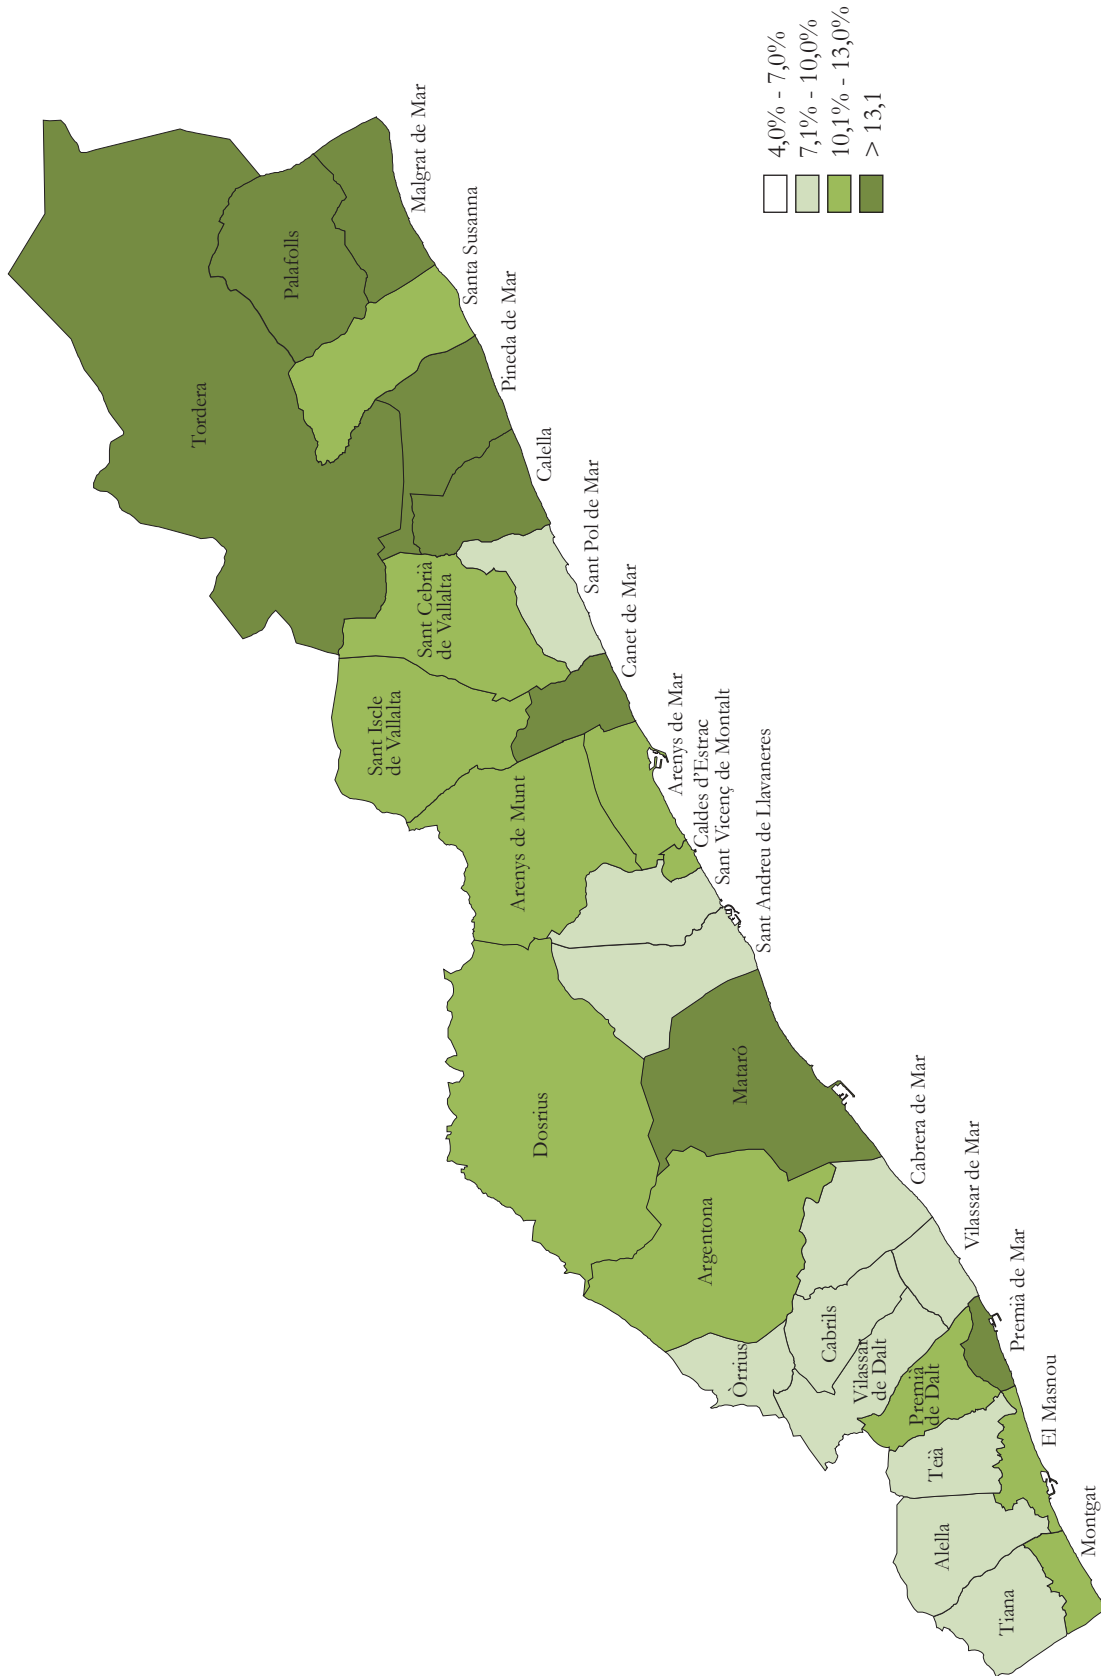 Tordera
Palafolls
Malgrat de Mar
Santa Susanna
Pineda de Mar
Calella
Sant Pol de Mar
Sant Cebrià
de Vallalta
Canet de Mar
Sant Iscle
de Vallalta
Arenys de Munt
Arenys de Mar
Caldes d’Estrac
Sant Vicenç de Montalt
Sant Andreu de Llavaneres
Dosrius
Mataró
Argentona
Cabrera de Mar
Vilassar de Mar
Cabrils
Òrrius
Vilassar
de Dalt
Premià de Mar
Premià
de Dalt
El Masnou
Teià
Alella
Montgat
Tiana
4,0% - 7,0%
7,1% - 10,0%
10,1% - 13,0%
> 13,1